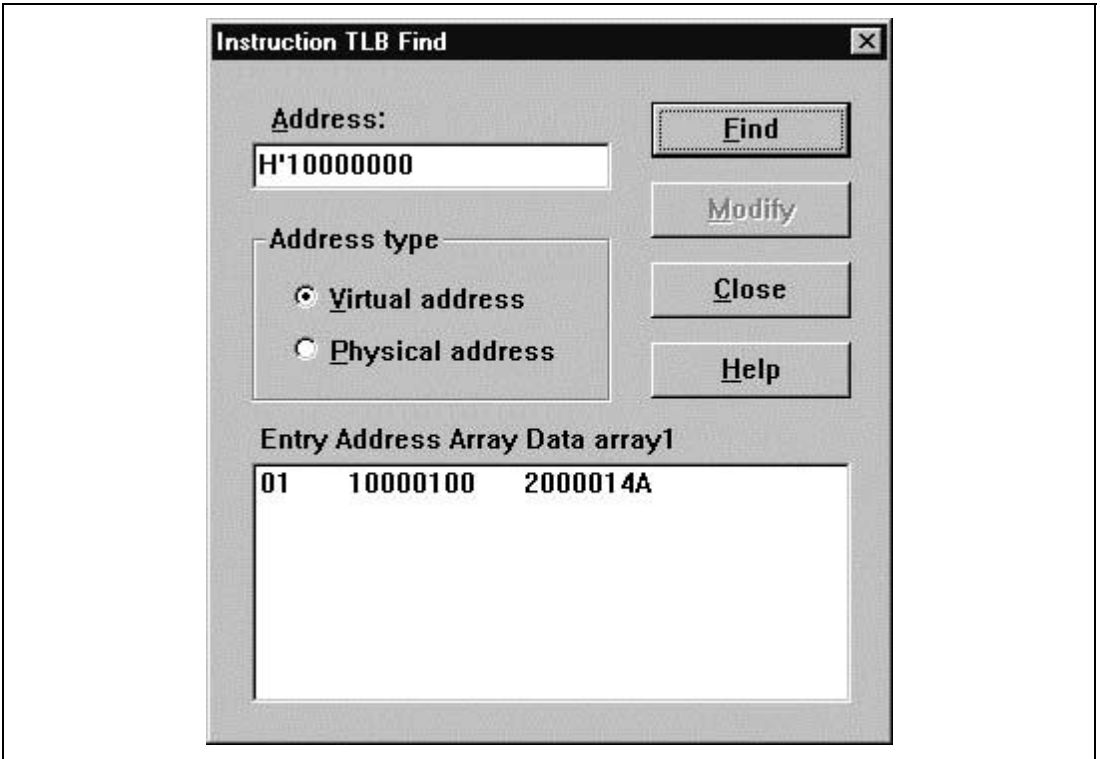 Instruction TLB Find
Address:
H'10000000
Find
Modify
Address type
Virtual address
Physical address
Close
Help
Entry Address Array Data array1
01 10000100 2000014A